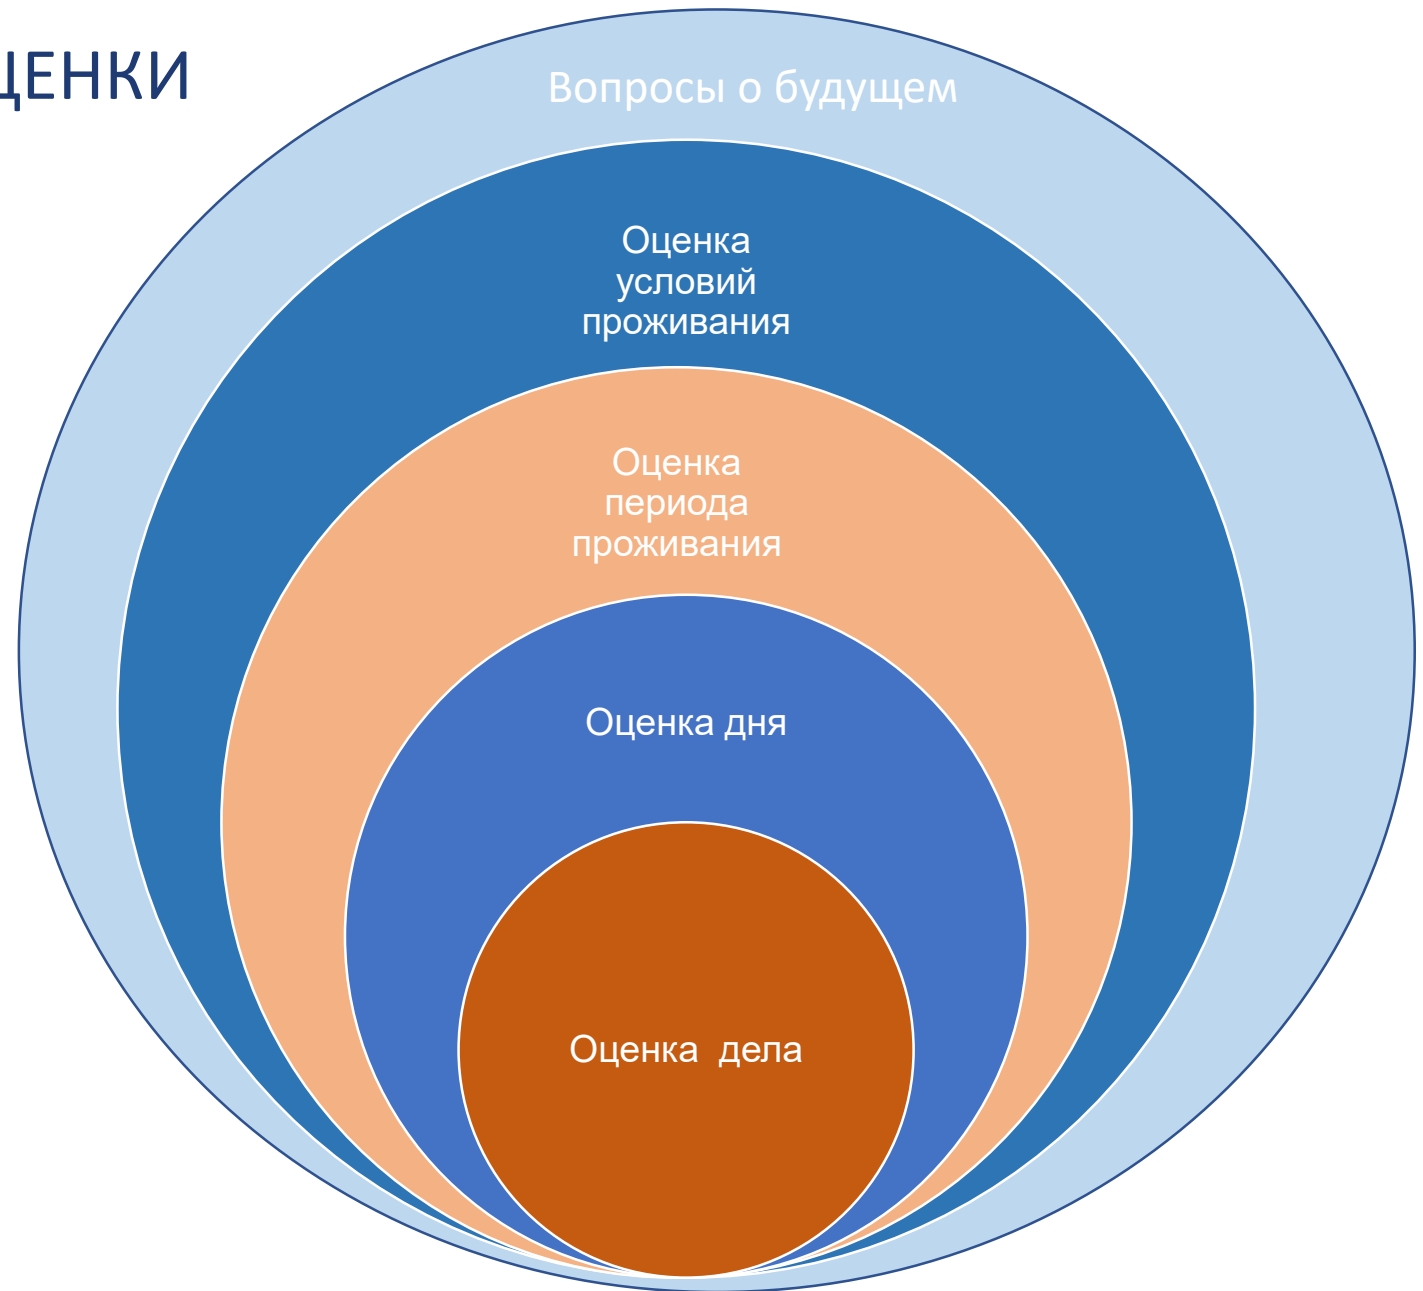 ЦЕНКИ
Вопросы о будущем
Оценка
условий
проживания
Оценка
периода
проживания
Оценка дня
Оценка дела